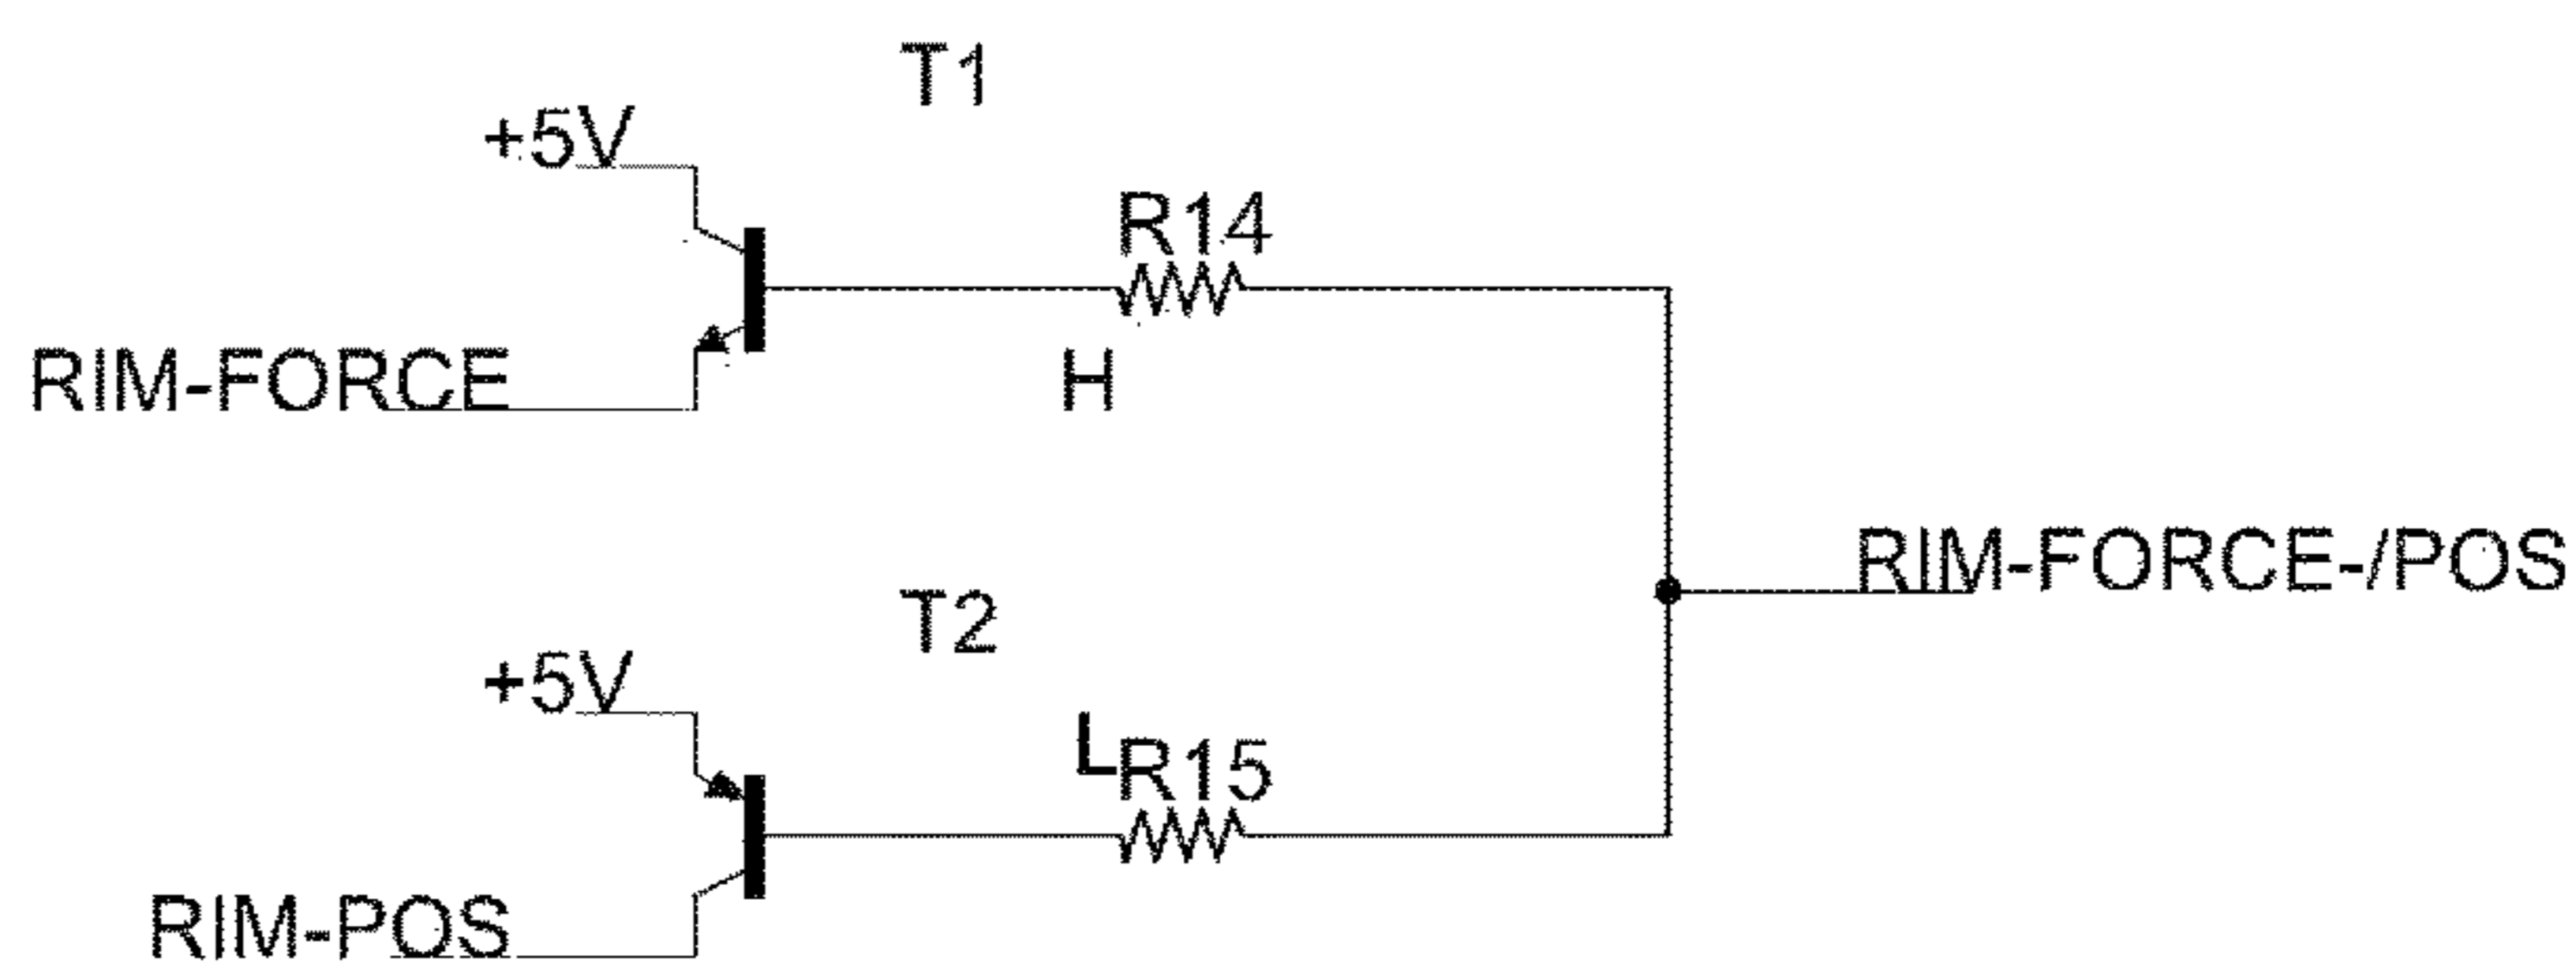 T1
+5V
R14
RIM-FORCE
H
RIM-FORCE-/POS
T2
+5V
L
R15
RIM-POS